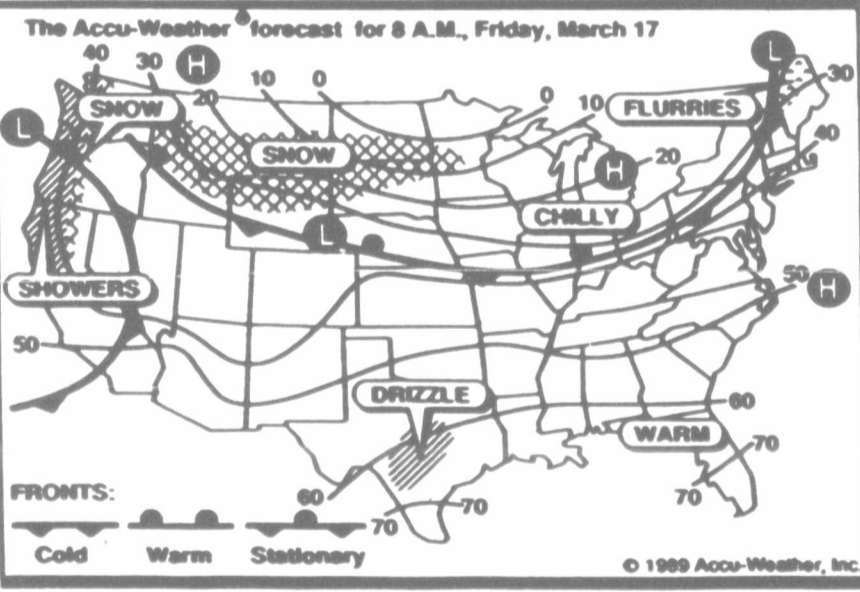 The Accu-Weather forecast for 8 A.M., Friday, March 17
40
30
H
10
0
L
30
SNOW
20
0
10
FLURRIES
L
SNOW
40
H
20
CHILLY
L
SHOWERS
50
H
50
DRIZZLE
60
WARM
70
FRONTS:
60
70
70
70
Cold
Warm
Stationary
© 1989 Accu-Weather, Inc.